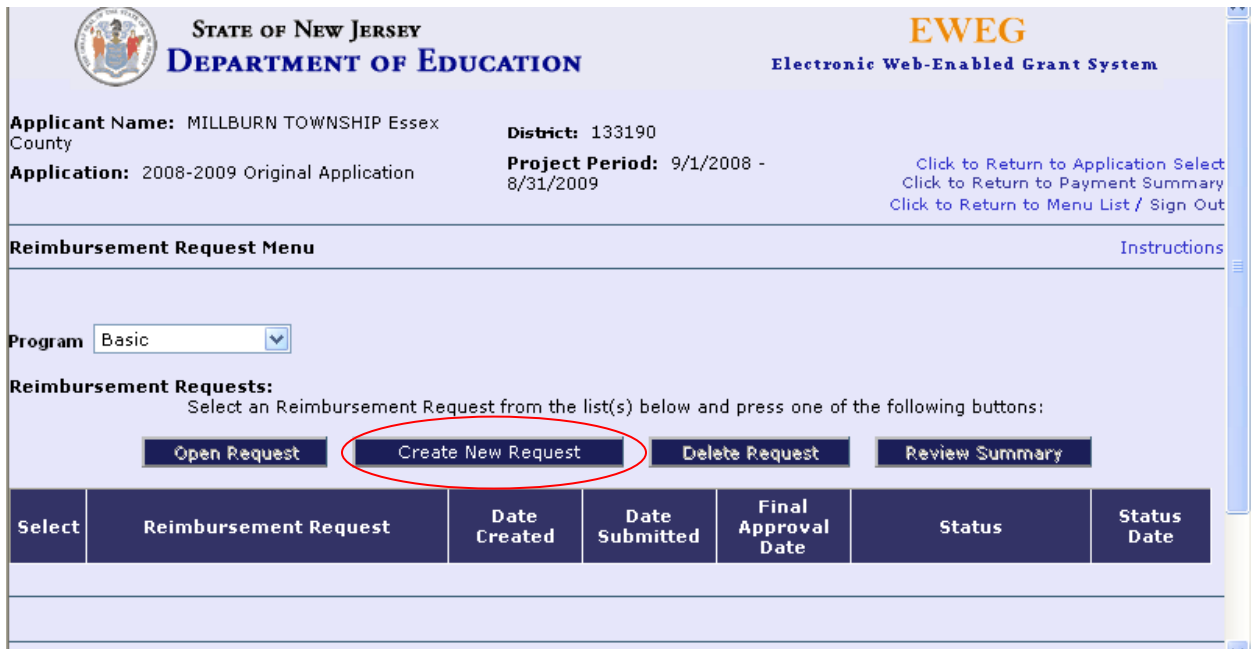 STATE OF NEW JERSEY
DEPARTMENT OF EDUCATION
EWEG
Electronic Web-Enabled Grant System
Applicant Name: MILLBURN TOWNSHIP Essex
County
District: 133190
Application: 2008-2009 Original Application
Project Period: 9/1/2008 -
8/31/2009
Click to Return to Application Select
Click to Return to Payment Summary
Click to Return to Menu List / Sign Out
Reimbursement Request Menu
Instructions
Program Basic
Reimbursement Requests:
Select an Reimbursement Request from the list(s) below and press one of the following buttons:
Open Request Create New Request Delete Request Review Summary
Select Reimbursement Request Date Created Date Submitted Final Approval Date Status Status Date